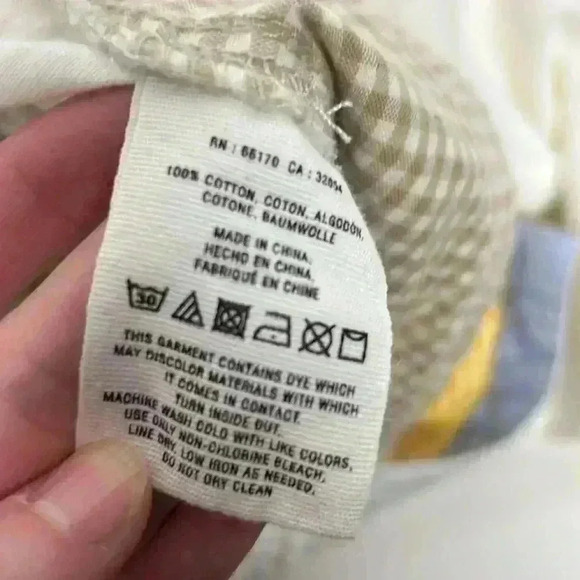 RN : 66170 CA : 32054
100% COTTON, COTON, ALGODÓN,
COTONE, BAUMWOLLE
MADE IN CHINA,
HECHO EN CHINA,
FABRIQUÉ EN CHINE
30
THIS GARMENT CONTAINS DYE WHICH
MAY DISCOLOR MATERIALS WITH WHICH
IT COMES IN CONTACT.
TURN INSIDE OUT.
MACHINE WASH COLD WITH LIKE COLORS,
USE ONLY NON-CHLORINE BLEACH,
LINE DRY, LOW IRON AS NEEDED,
DO NOT DRY CLEAN